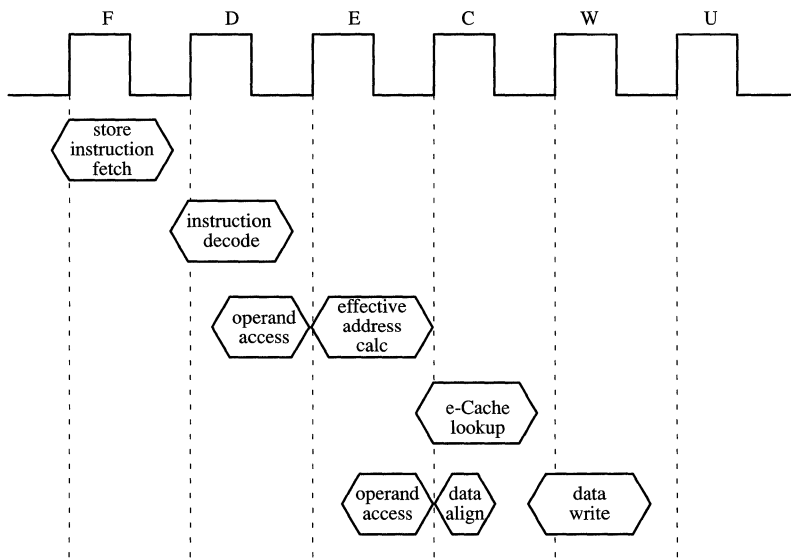 F D E C W U
store
instruction
fetch
instruction
decode
operand
access
effective
address
calc
e-Cache
lookup
operand
access
data
align
data
write